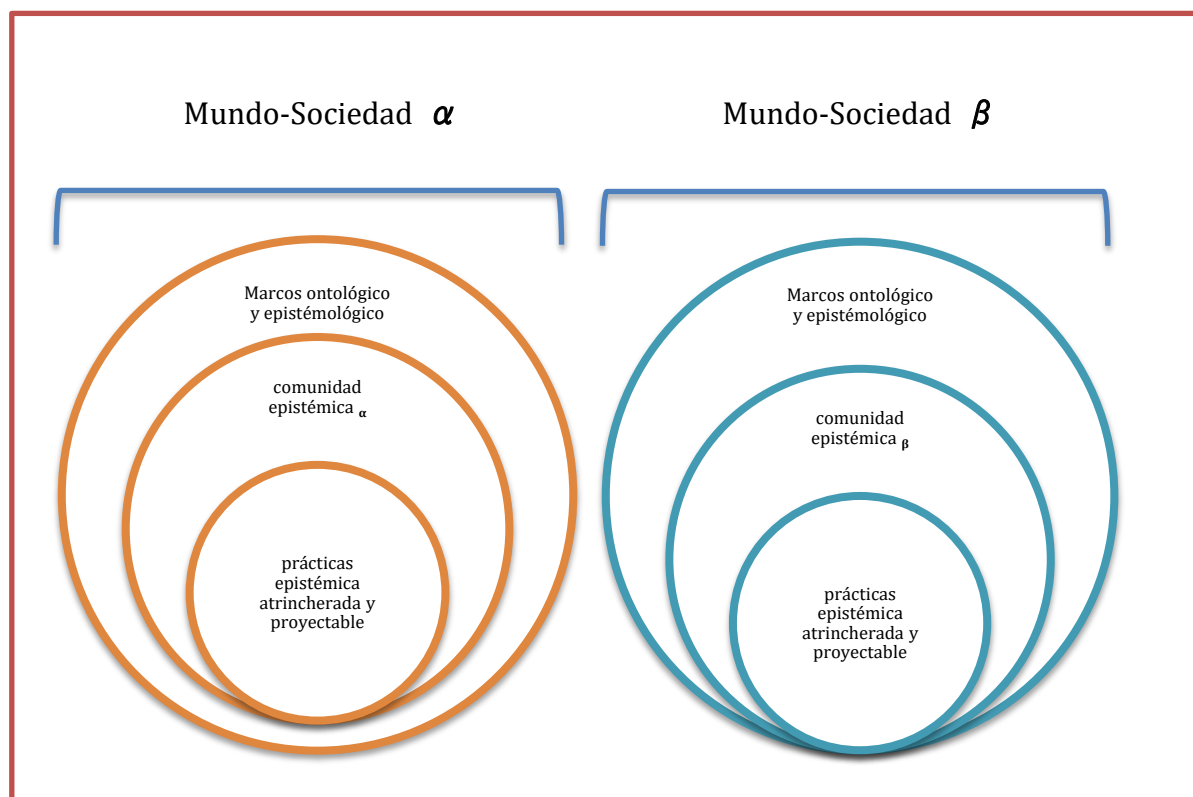 Mundo-Sociedad α
Mundo-Sociedad β
Marcos ontológico
y epistémológico
comunidad
epistémica α
prácticas
epistémica
atrincherada y
proyectable
Marcos ontológico
y epistémológico
comunidad
epistémica β
prácticas
epistémica
atrincherada y
proyectable